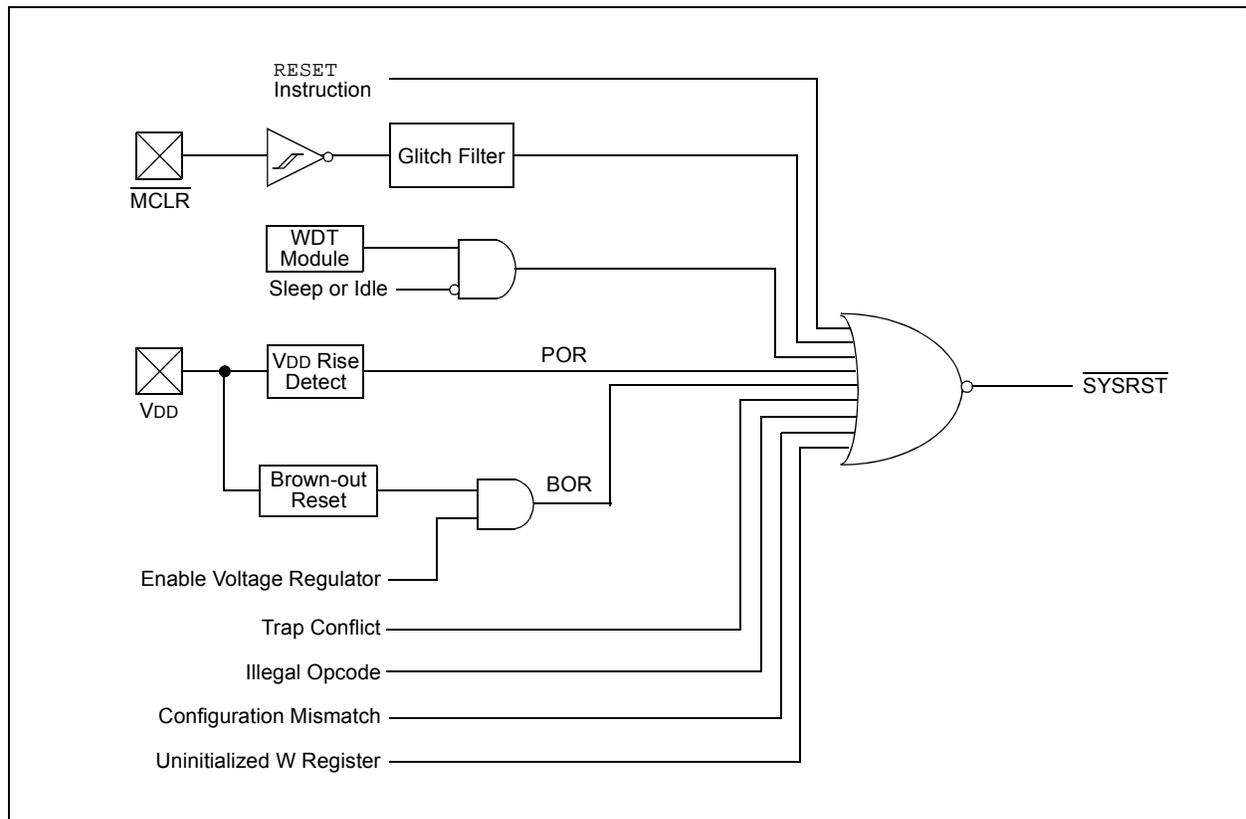 RESET
Instruction
Glitch Filter
MCLR
WDT
Module
Sleep or Idle
VDD Rise
Detect
POR
VDD
SYSRST
Brown-out
Reset
BOR
Enable Voltage Regulator
Trap Conflict
Illegal Opcode
Configuration Mismatch
Uninitialized W Register